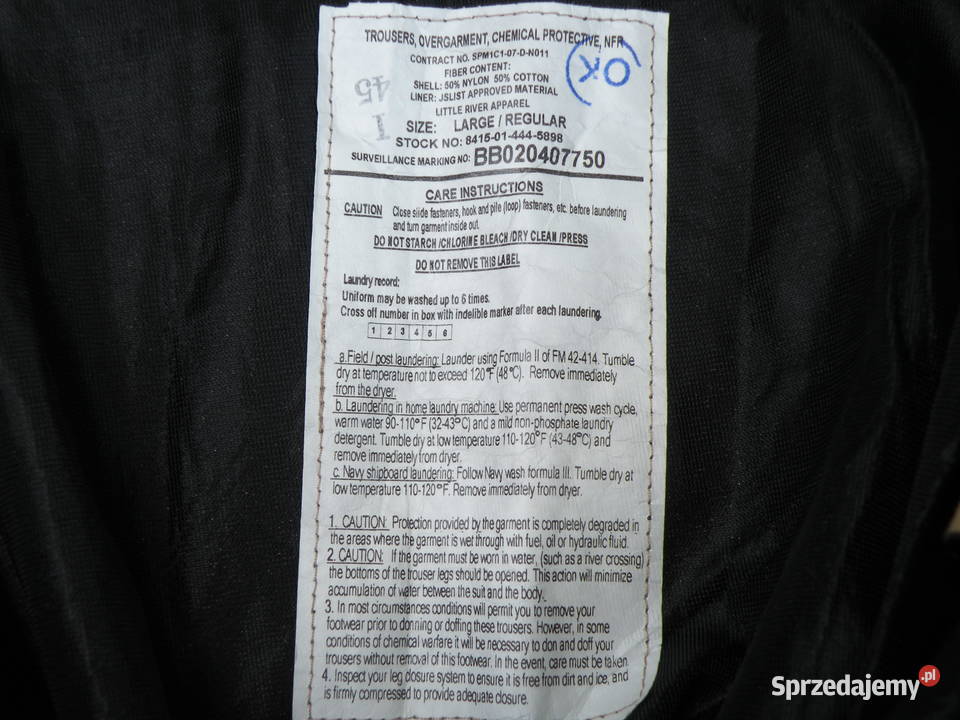 TROUSERS, OVERGARMENT, CHEMICAL PROTECTIVE, NFR
CONTRACT NO. SPM1C1-07-D-N011
FIBER CONTENT:
SHELL: 50% NYLON 50% COTTON
LINER: JSLIST APPROVED MATERIAL
LITTLE RIVER APPAREL
SIZE: LARGE / REGULAR
STOCK NO: 8415-01-444-5898
SURVEILLANCE MARKING NO: BB020407750
OK
45
1
CARE INSTRUCTIONS
CAUTION Close slide fasteners, hook and pile (loop) fasteners, etc. before laundering
and turn garment inside out.
DO NOT STARCH /CHLORINE BLEACH /DRY CLEAN /PRESS
DO NOT REMOVE THIS LABEL
Laundry record:
Uniform may be washed up to 6 times.
Cross off number in box with indelible marker after each laundering.
1 2 3 4 5 6
a.Field / post laundering: Launder using Formula II of FM 42-414. Tumble
dry at temperature not to exceed 120°F (48°C). Remove immediately
from the dryer.
b. Laundering in home laundry machine: Use permanent press wash cycle,
warm water 90-110°F (32-43°C) and a mild non-phosphate laundry
detergent. Tumble dry at low temperature 110-120°F (43-48°C) and
remove immediately from dryer.
c. Navy shipboard laundering: Follow Navy wash formula III. Tumble dry at
low temperature 110-120°F. Remove immediately from dryer.
1. CAUTION: Protection provided by the garment is completely degraded in
the areas where the garment is wet through with fuel, oil or hydraulic fluid.
2. CAUTION: If the garment must be worn in water, (such as a river crossing)
the bottoms of the trouser legs should be opened. This action will minimize
accumulation of water between the suit and the body.
3. In most circumstances conditions will permit you to remove your
footwear prior to donning or doffing these trousers. However, in some
conditions of chemical warfare it will be necessary to don and doff your
trousers without removal of this footwear. In the event, care must be taken.
4. Inspect your leg closure system to ensure it is free from dirt and ice, and
is firmly compressed to provide adequate closure.
Sprzedajemy.pl